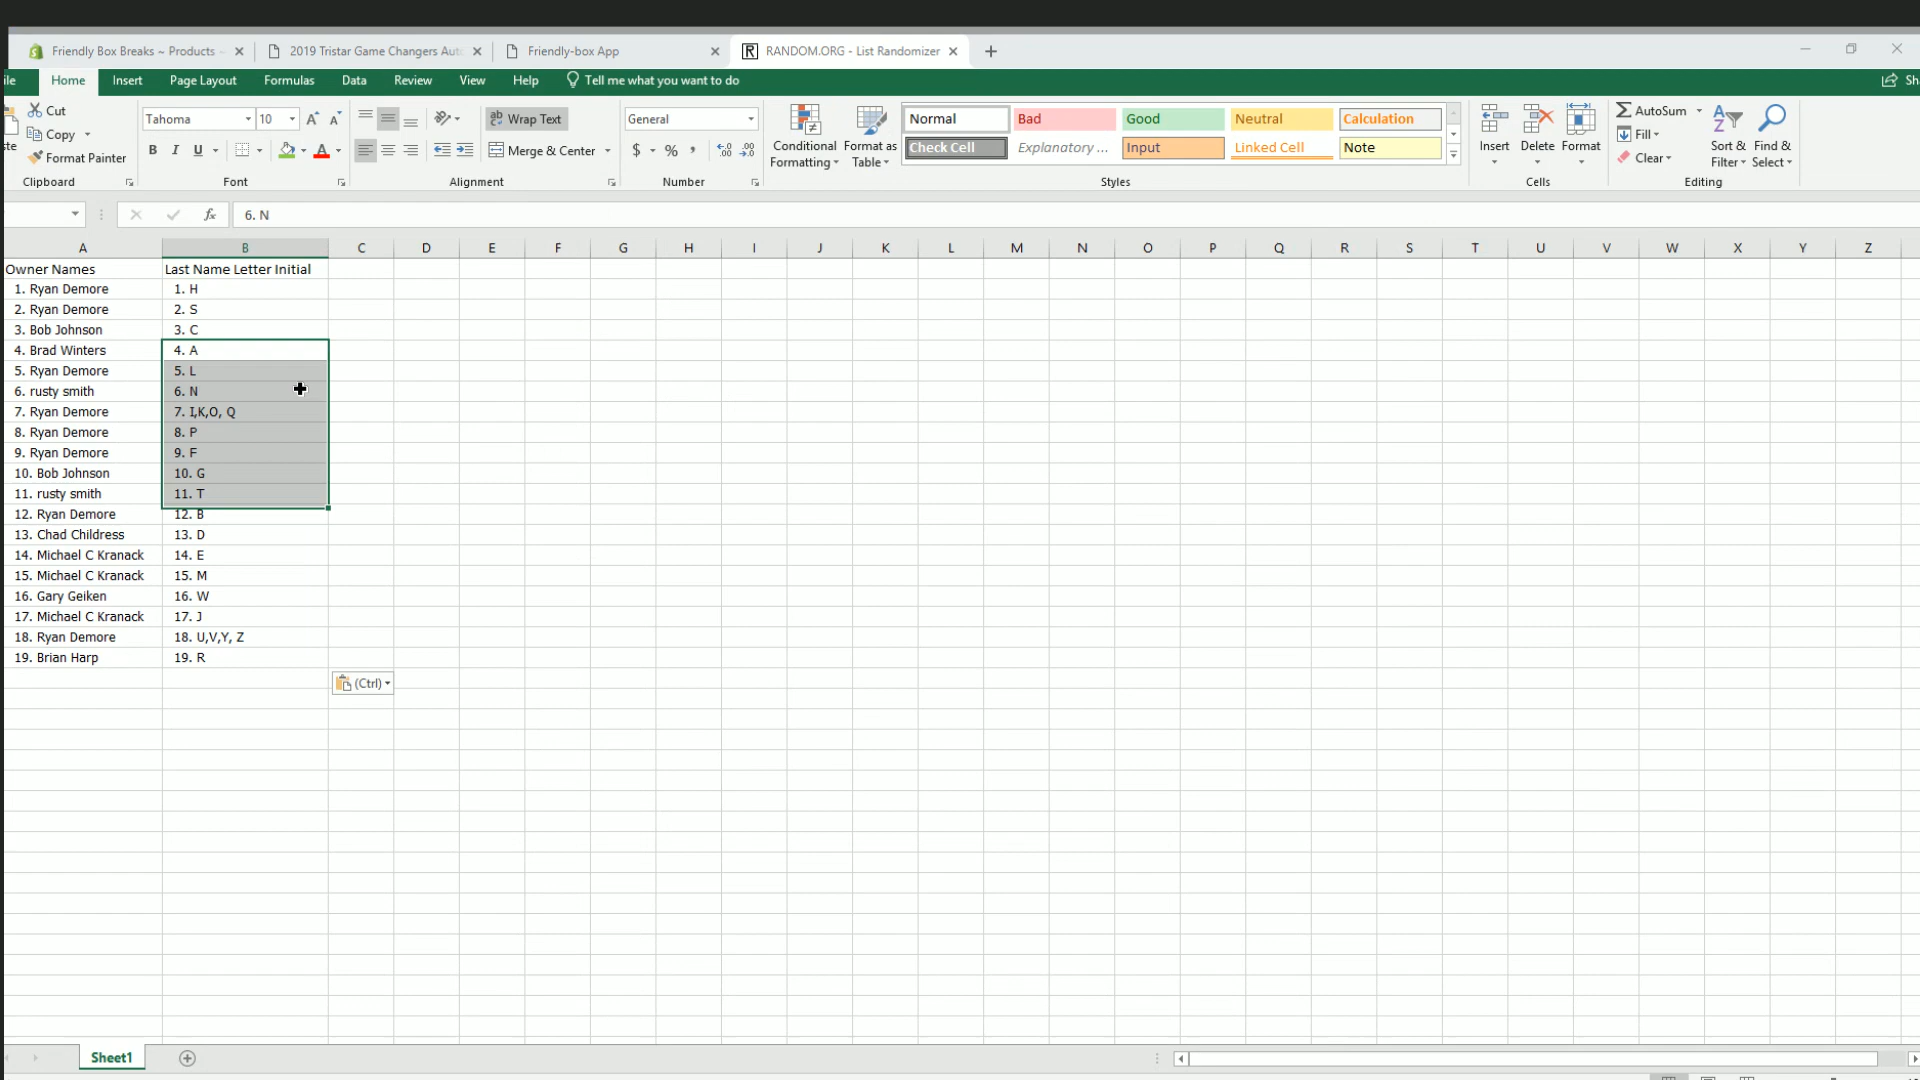 Friendly Box Breaks ~ Products - 2019 Tristar Game Changers Aut Friendly-box App RANDOM.ORG - List Randomizer
ile Home Insert Page Layout Formulas Data Review View Help Tell me what you want to do Sha
Cut Tahoma 10 Wrap Text General Normal Bad Good Neutral Calculation AutoSum
Copy Fill
Format Painter B I U A Merge & Center $ % , Conditional Formatting Format as Table Check Cell Explanatory ... Input Linked Cell Note Insert Delete Format Clear Sort & Filter Find & Select
Clipboard Font Alignment Number Styles Cells Editing
fx 6. N
A B C D E F G H I J K L M N O P Q R S T U V W X Y Z
Owner Names Last Name Letter Initial
1. Ryan Demore 1. H
2. Ryan Demore 2. S
3. Bob Johnson 3. C
4. Brad Winters 4. A
5. Ryan Demore 5. L
6. rusty smith 6. N
7. Ryan Demore 7. I,K,O, Q
8. Ryan Demore 8. P
9. Ryan Demore 9. F
10. Bob Johnson 10. G
11. rusty smith 11. T
12. Ryan Demore 12. B
13. Chad Childress 13. D
14. Michael C Kranack 14. E
15. Michael C Kranack 15. M
16. Gary Geiken 16. W
17. Michael C Kranack 17. J
18. Ryan Demore 18. U,V,Y, Z
19. Brian Harp 19. R
(Ctrl)
Sheet1